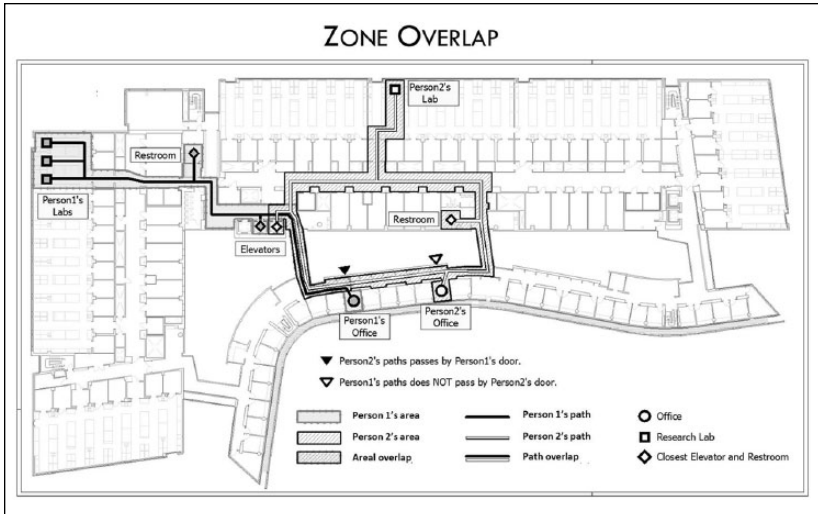 ZONE OVERLAP
Person2's
Lab
Restroom
Person1's
Labs
Restroom
Elevators
Person1's
Office
Person2's
Office
Person2's paths passes by Person1's door.
Person1's paths does NOT pass by Person2's door.
Person 1's area
Person 1's path
Office
Person 2's area
Person 2's path
Research Lab
Areal overlap
Path overlap
Closest Elevator and Restroom